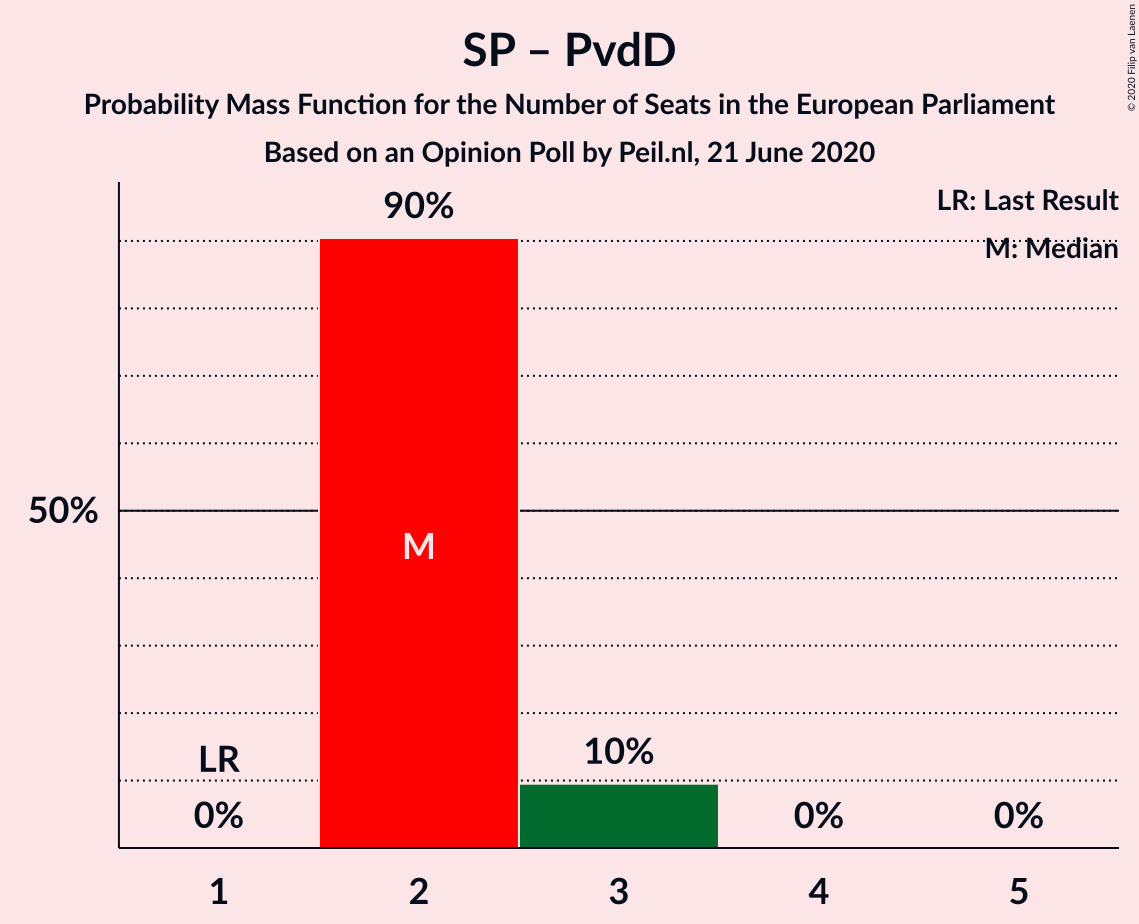 SP – PvdD
Probability Mass Function for the Number of Seats in the European Parliament
Based on an Opinion Poll by Peil.nl, 21 June 2020
© 2020 Filip van Laenen
LR: Last Result
M: Median
90%
50%
M
LR
10%
0%
0%
0%
1
2
3
4
5